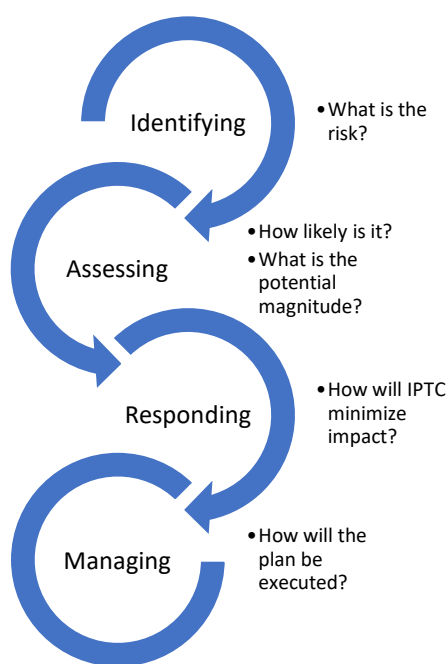 Identifying
•What is the
risk?
Assessing
•How likely is it?
•What is the
potential
magnitude?
Responding
•How will IPTC
minimize
impact?
Managing
•How will the
plan be
executed?